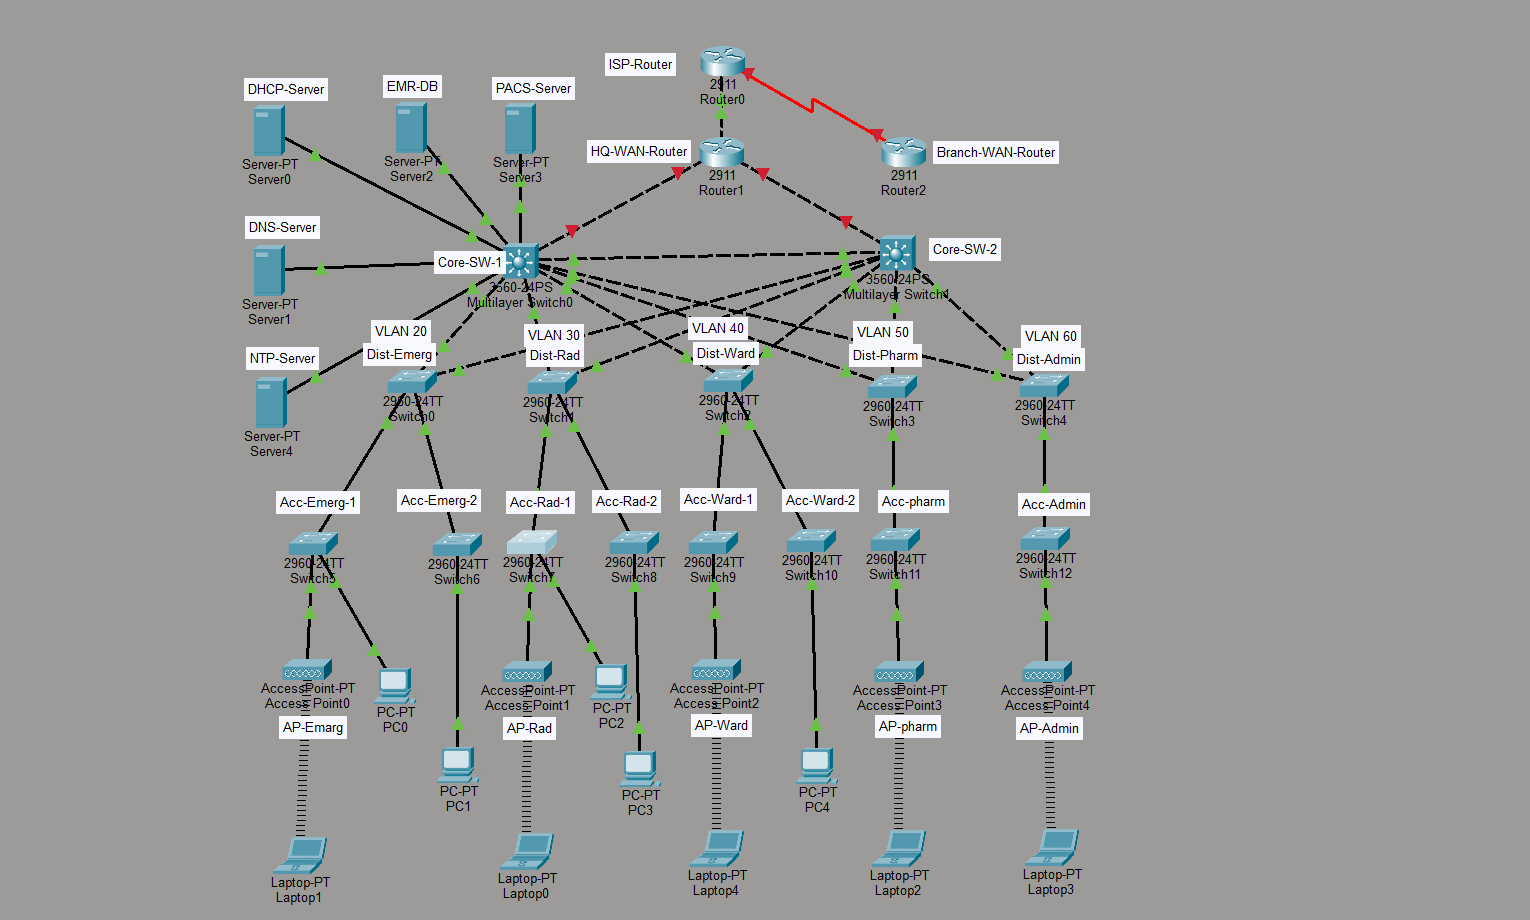 ISP-Router
2911
Router0
DHCP-Server
Server-PT
Server0
EMR-DB
Server-PT
Server2
PACS-Server
Server-PT
Server3
HQ-WAN-Router
2911
Router1
Branch-WAN-Router
2911
Router2
DNS-Server
Server-PT
Server1
Core-SW-1
3560-24PS
Multilayer Switch0
Core-SW-2
3560-24PS
Multilayer Switch1
NTP-Server
Server-PT
Server4
VLAN 20
Dist-Emerg
2960-24TT
Switch0
VLAN 30
Dist-Rad
2960-24TT
Switch1
VLAN 40
Dist-Ward
2960-24TT
Switch2
VLAN 50
Dist-Pharm
2960-24TT
Switch3
VLAN 60
Dist-Admin
2960-24TT
Switch4
Acc-Emerg-1
2960-24TT
Switch5
Acc-Emerg-2
2960-24TT
Switch6
Acc-Rad-1
2960-24TT
Switch7
Acc-Rad-2
2960-24TT
Switch8
Acc-Ward-1
2960-24TT
Switch9
Acc-Ward-2
2960-24TT
Switch10
Acc-pharm
2960-24TT
Switch11
Acc-Admin
2960-24TT
Switch12
AccessPoint-PT
Access Point0
AP-Emarg
PC-PT
PC0
PC-PT
PC1
AccessPoint-PT
Access Point1
AP-Rad
PC-PT
PC2
PC-PT
PC3
AccessPoint-PT
Access Point2
AP-Ward
PC-PT
PC4
AccessPoint-PT
Access Point3
AP-pharm
AccessPoint-PT
Access Point4
AP-Admin
Laptop-PT
Laptop1
Laptop-PT
Laptop0
Laptop-PT
Laptop4
Laptop-PT
Laptop2
Laptop-PT
Laptop3